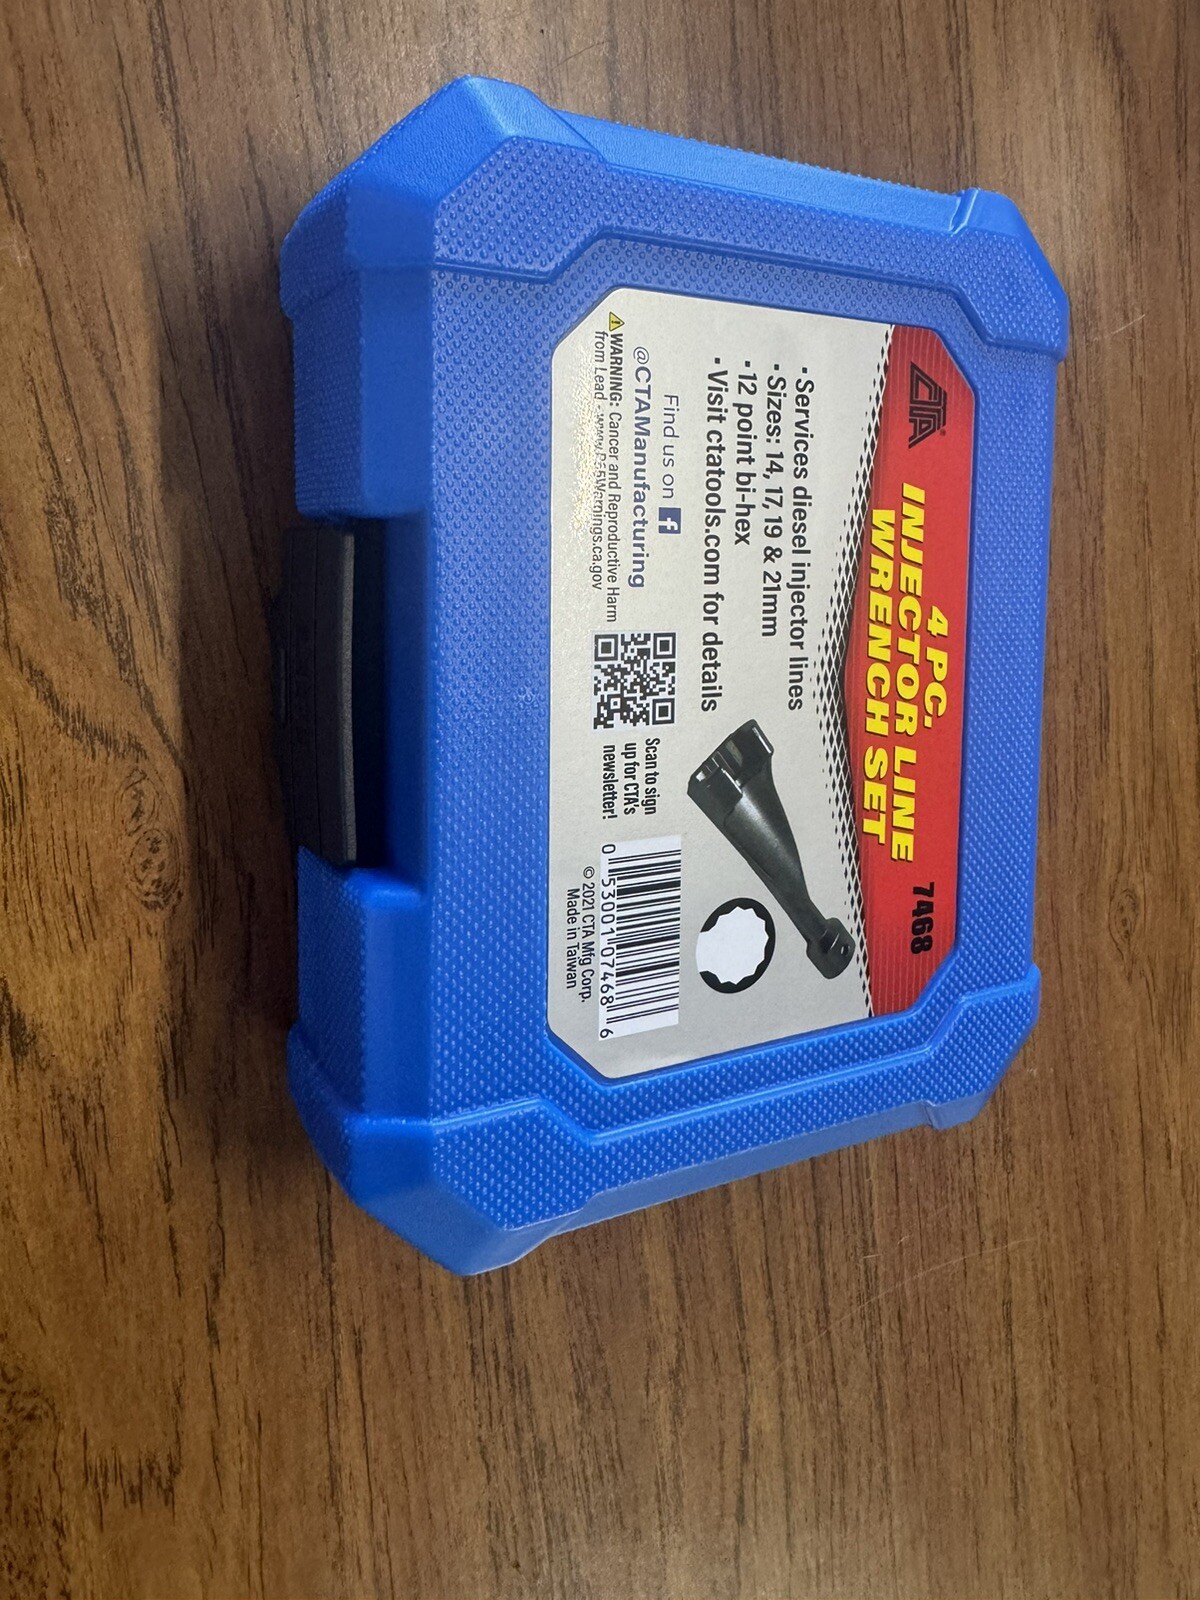 CTA®
4 PC.
INJECTOR LINE
WRENCH SET
7468
• Services diesel injector lines
• Sizes: 14, 17, 19 & 21mm
• 12 point bi-hex
• Visit ctatools.com for details
Find us on f
@CTAManufacturing
⚠WARNING: Cancer and Reproductive Harm
from Lead - www.P65Warnings.ca.gov
Scan to sign
up for CTA's
newsletter!
0 53001 07468 6
© 2021 CTA Mfg Corp.
Made in Taiwan